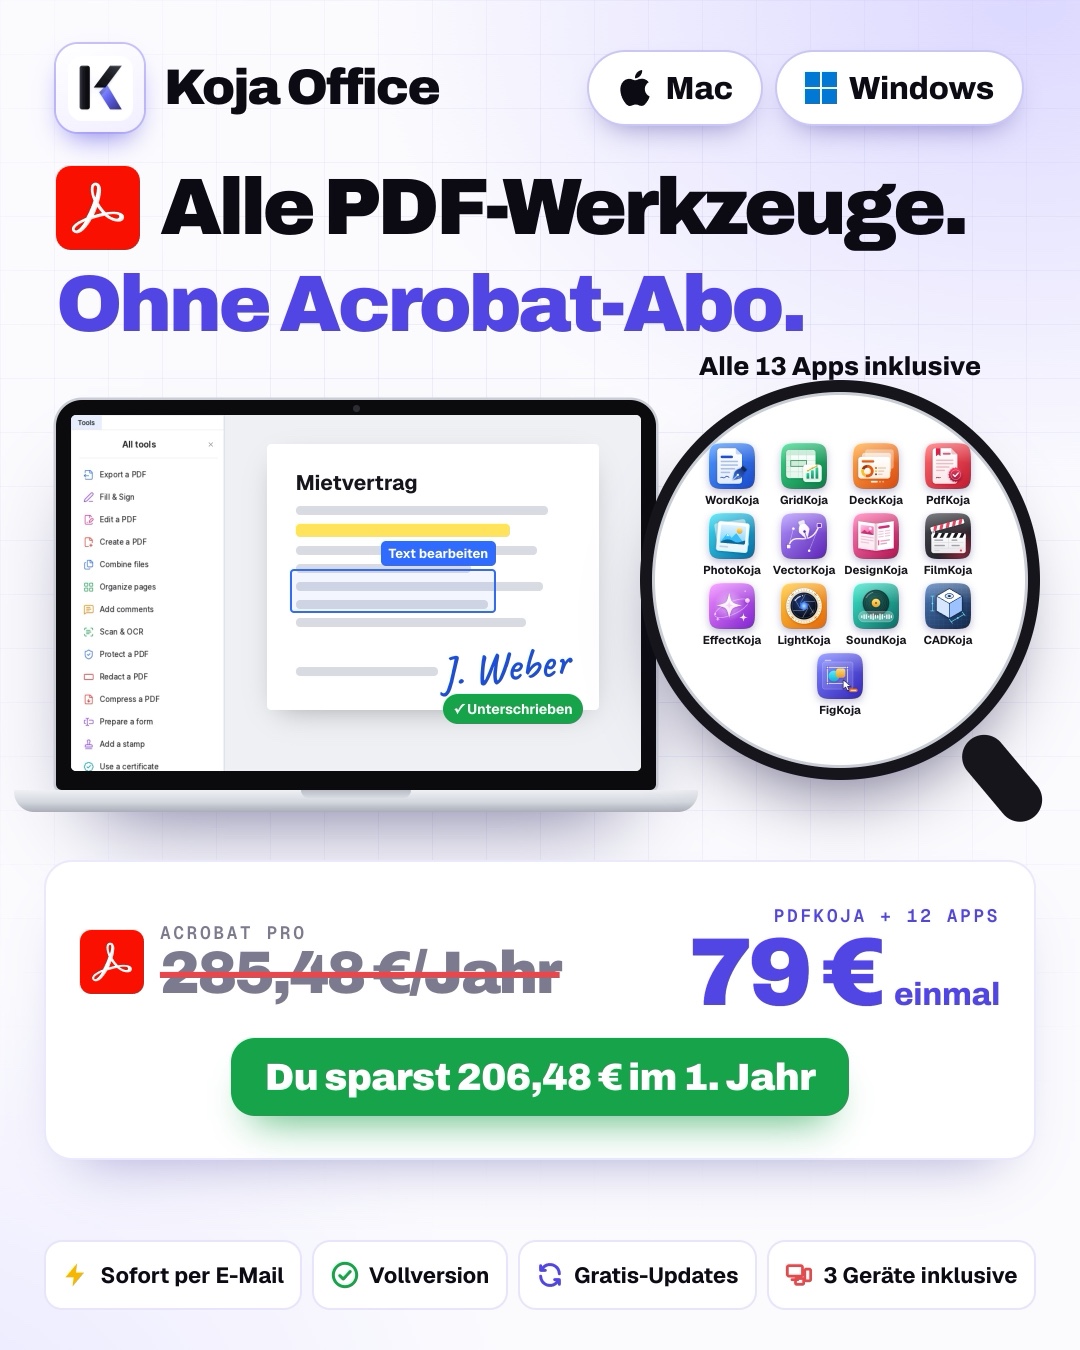 Koja Office
Mac
Windows
Alle PDF-Werkzeuge.
Ohne Acrobat-Abo.
Alle 13 Apps inklusive
Tools
All tools
Export a PDF
Fill & Sign
Edit a PDF
Create a PDF
Combine files
Organize pages
Add comments
Scan & OCR
Protect a PDF
Redact a PDF
Compress a PDF
Prepare a form
Add a stamp
Use a certificate
Mietvertrag
Text bearbeiten
J. Weber
✓ Unterschrieben
WordKoja GridKoja DeckKoja PdfKoja
PhotoKoja VectorKoja DesignKoja FilmKoja
EffectKoja LightKoja SoundKoja CADKoja
FigKoja
ACROBAT PRO
285,48 €/Jahr
PDFKOJA + 12 APPS
79 € einmal
Du sparst 206,48 € im 1. Jahr
Sofort per E-Mail
Vollversion
Gratis-Updates
3 Geräte inklusive